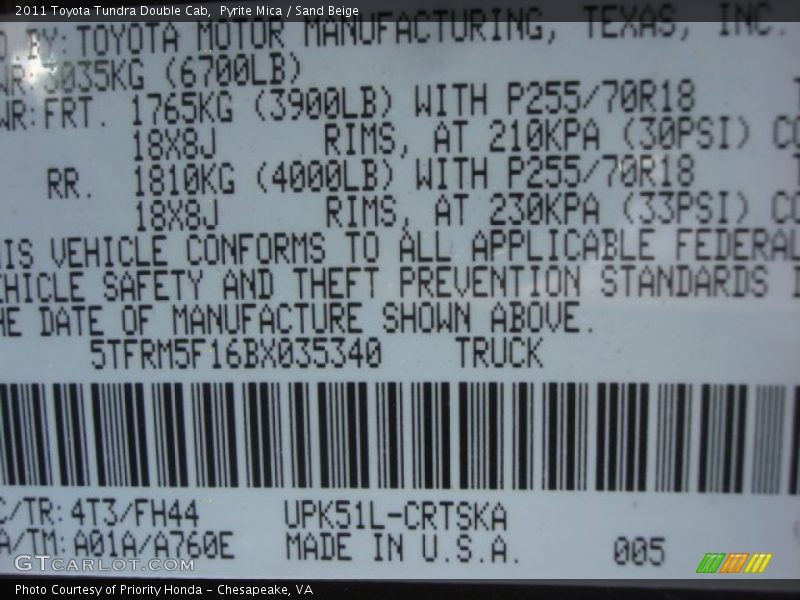 2011 Toyota Tundra Double Cab, Pyrite Mica / Sand Beige
BY: TOYOTA MOTOR MANUFACTURING, TEXAS, INC.
WR: 3035KG (6700LB)
WR: FRT. 1765KG (3900LB) WITH P255/70R18 T
18X8J RIMS, AT 210KPA (30PSI) CO
RR. 1810KG (4000LB) WITH P255/70R18 T
18X8J RIMS, AT 230KPA (33PSI) CO
IS VEHICLE CONFORMS TO ALL APPLICABLE FEDERAL
EHICLE SAFETY AND THEFT PREVENTION STANDARDS I
HE DATE OF MANUFACTURE SHOWN ABOVE.
5TFRM5F16BX035340 TRUCK
C/TR: 4T3/FH44 UPK51L-CRTSKA
A/TM: A01A/A760E MADE IN U.S.A. 005
GTCARLOT.COM
Photo Courtesy of Priority Honda - Chesapeake, VA